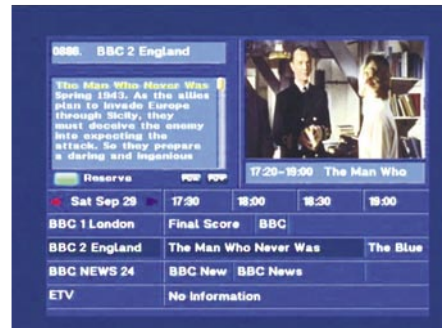 0886. BBC 2 England
The Man Who Never Was
Spring 1943. As the allies
plan to invade Europe
through Sicily, they
must deceive the enemy
into expecting the
attack. So they prepare
a daring and ingenious
Reserve
17:20-19:00 The Man Who
Sat Sep 29 17:30 18:00 18:30 19:00
BBC 1 London Final Score BBC
BBC 2 England The Man Who Never Was The Blue
BBC NEWS 24 BBC New BBC News
ETV No Information